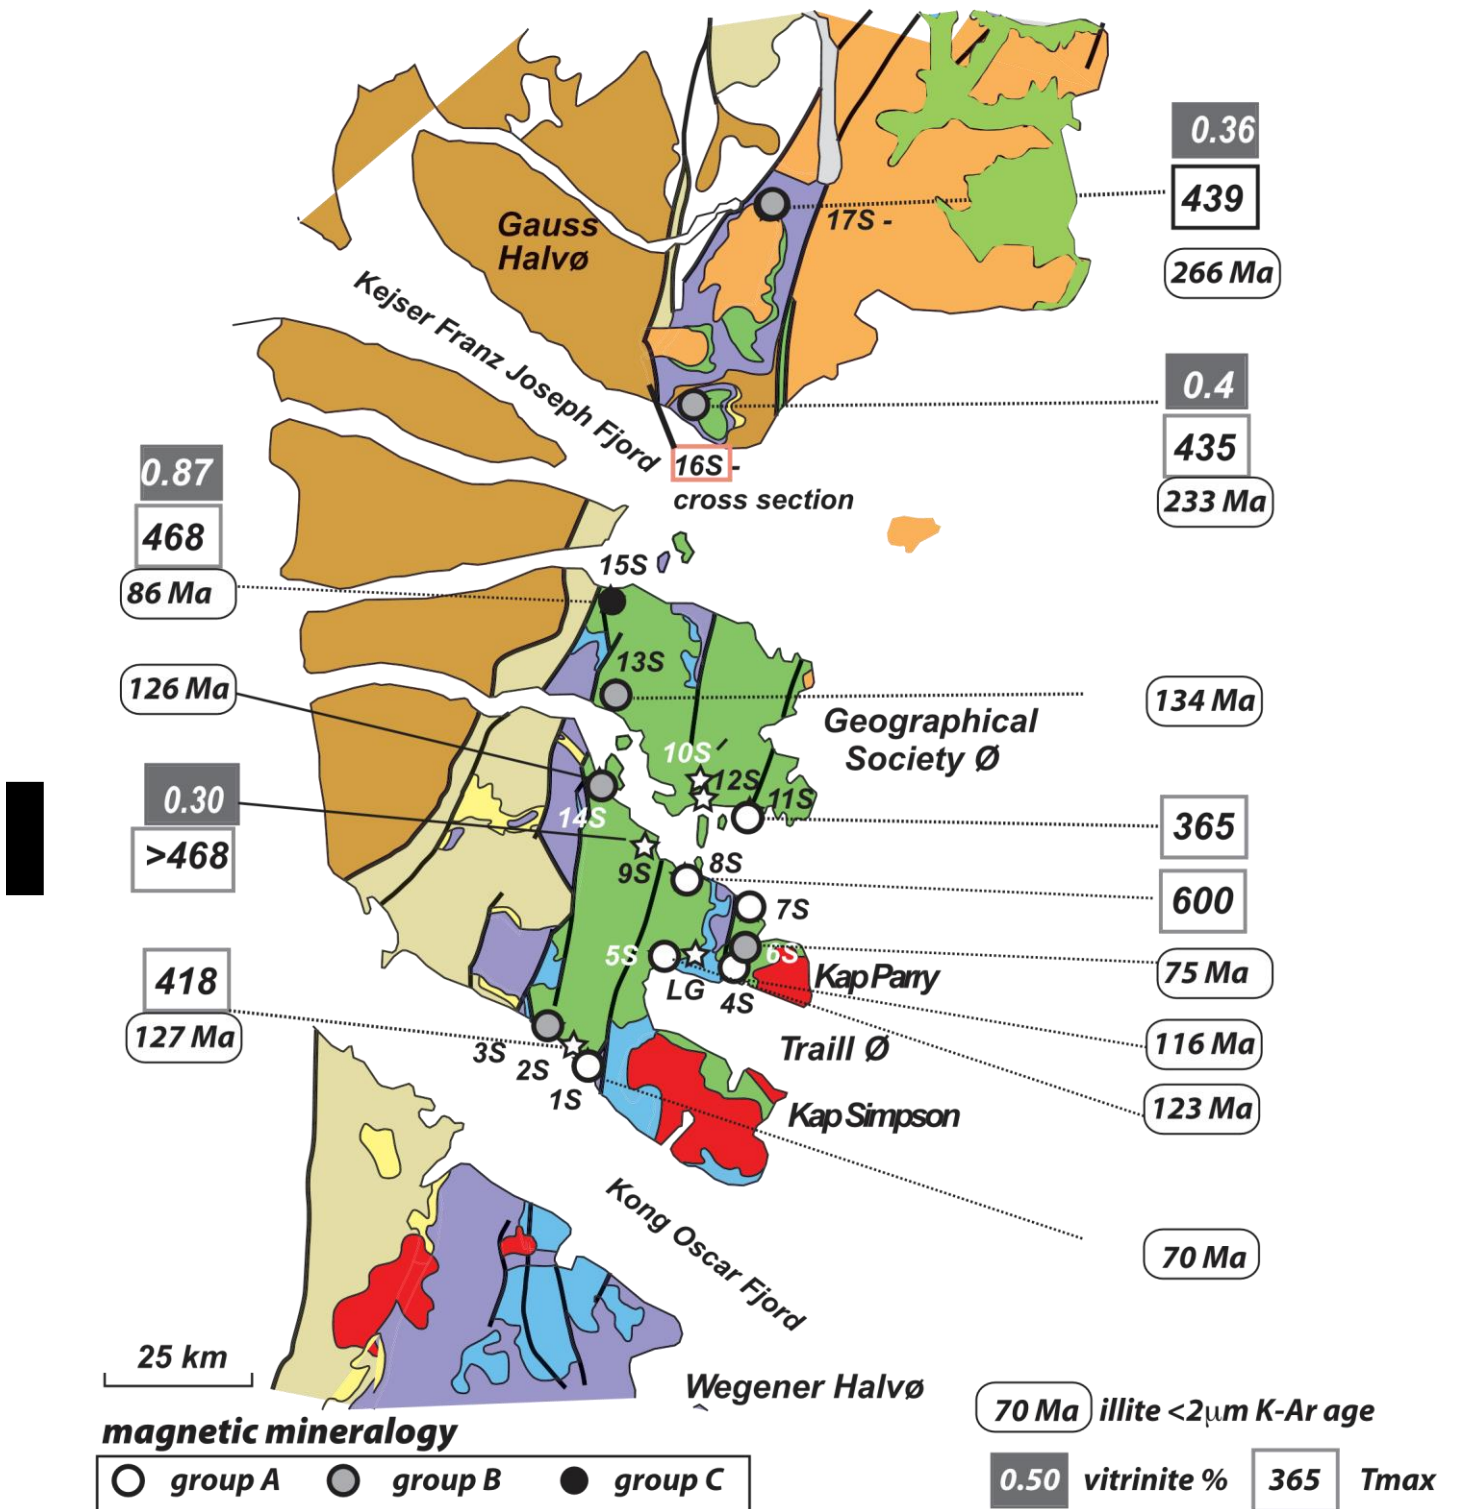 0.36
439
266 Ma
17S -
Gauss
Halvø
Kejser Franz Joseph Fjord
0.4
435
233 Ma
16S -
cross section
0.87
468
86 Ma
15S
13S
126 Ma
134 Ma
Geographical
Society Ø
10S
12S
11S
0.30
>468
14S
9S
8S
365
600
7S
5S
6S
LG
4S
Kap Parry
75 Ma
418
127 Ma
3S
2S
1S
Traill Ø
116 Ma
123 Ma
Kap Simpson
Kong Oscar Fjord
70 Ma
25 km
Wegener Halvø
magnetic mineralogy
group A
group B
group C
70 Ma illite <2μm K-Ar age
0.50 vitrinite % 365 Tmax